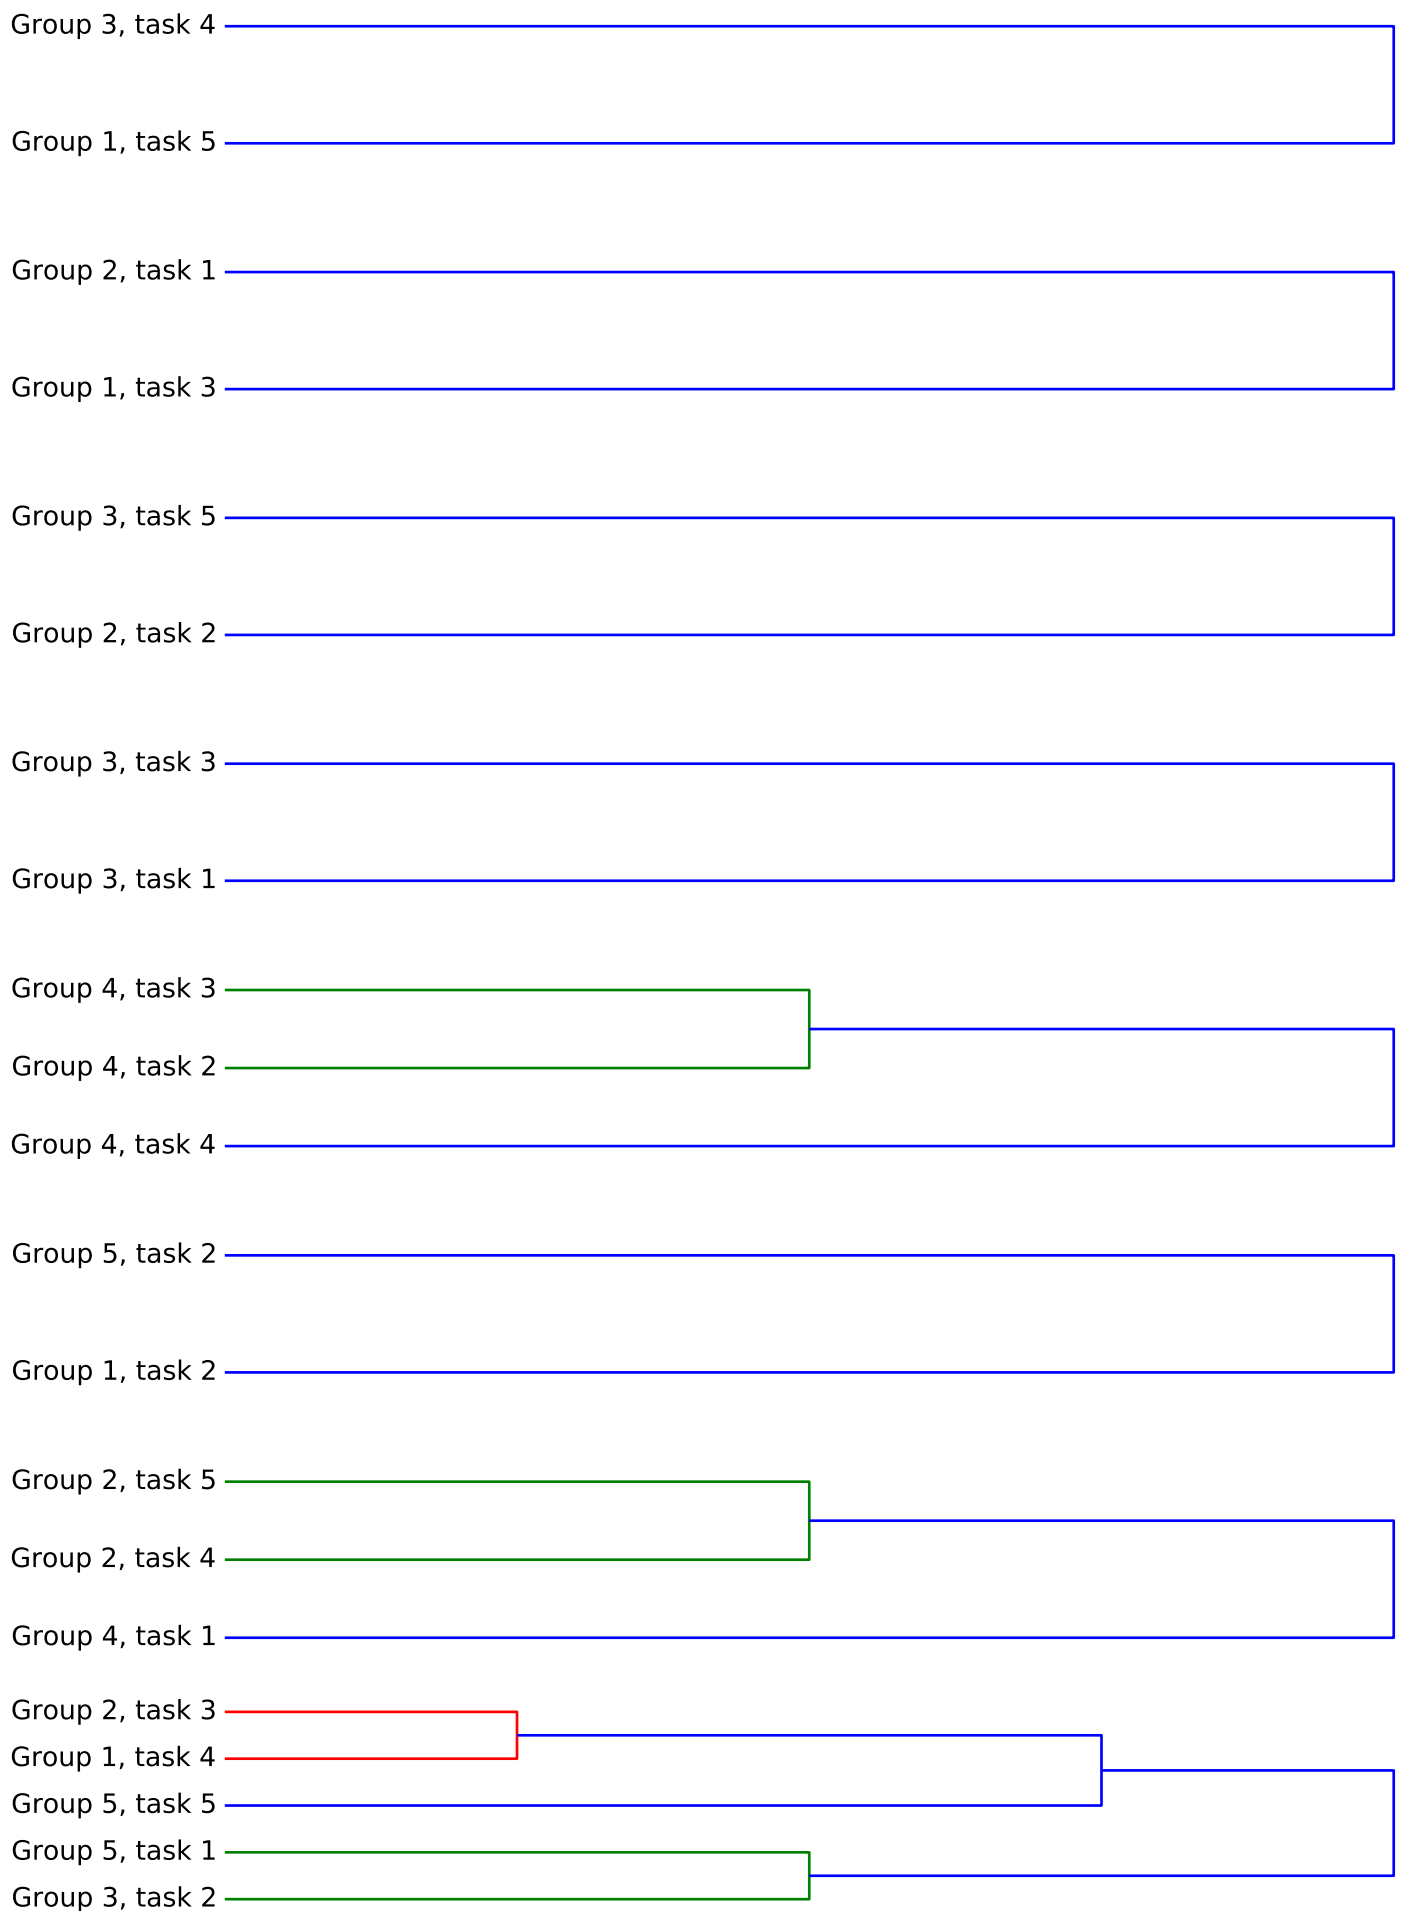 Group 3, task 4
Group 1, task 5
Group 2, task 1
Group 1, task 3
Group 3, task 5
Group 2, task 2
Group 3, task 3
Group 3, task 1
Group 4, task 3
Group 4, task 2
Group 4, task 4
Group 5, task 2
Group 1, task 2
Group 2, task 5
Group 2, task 4
Group 4, task 1
Group 2, task 3
Group 1, task 4
Group 5, task 5
Group 5, task 1
Group 3, task 2